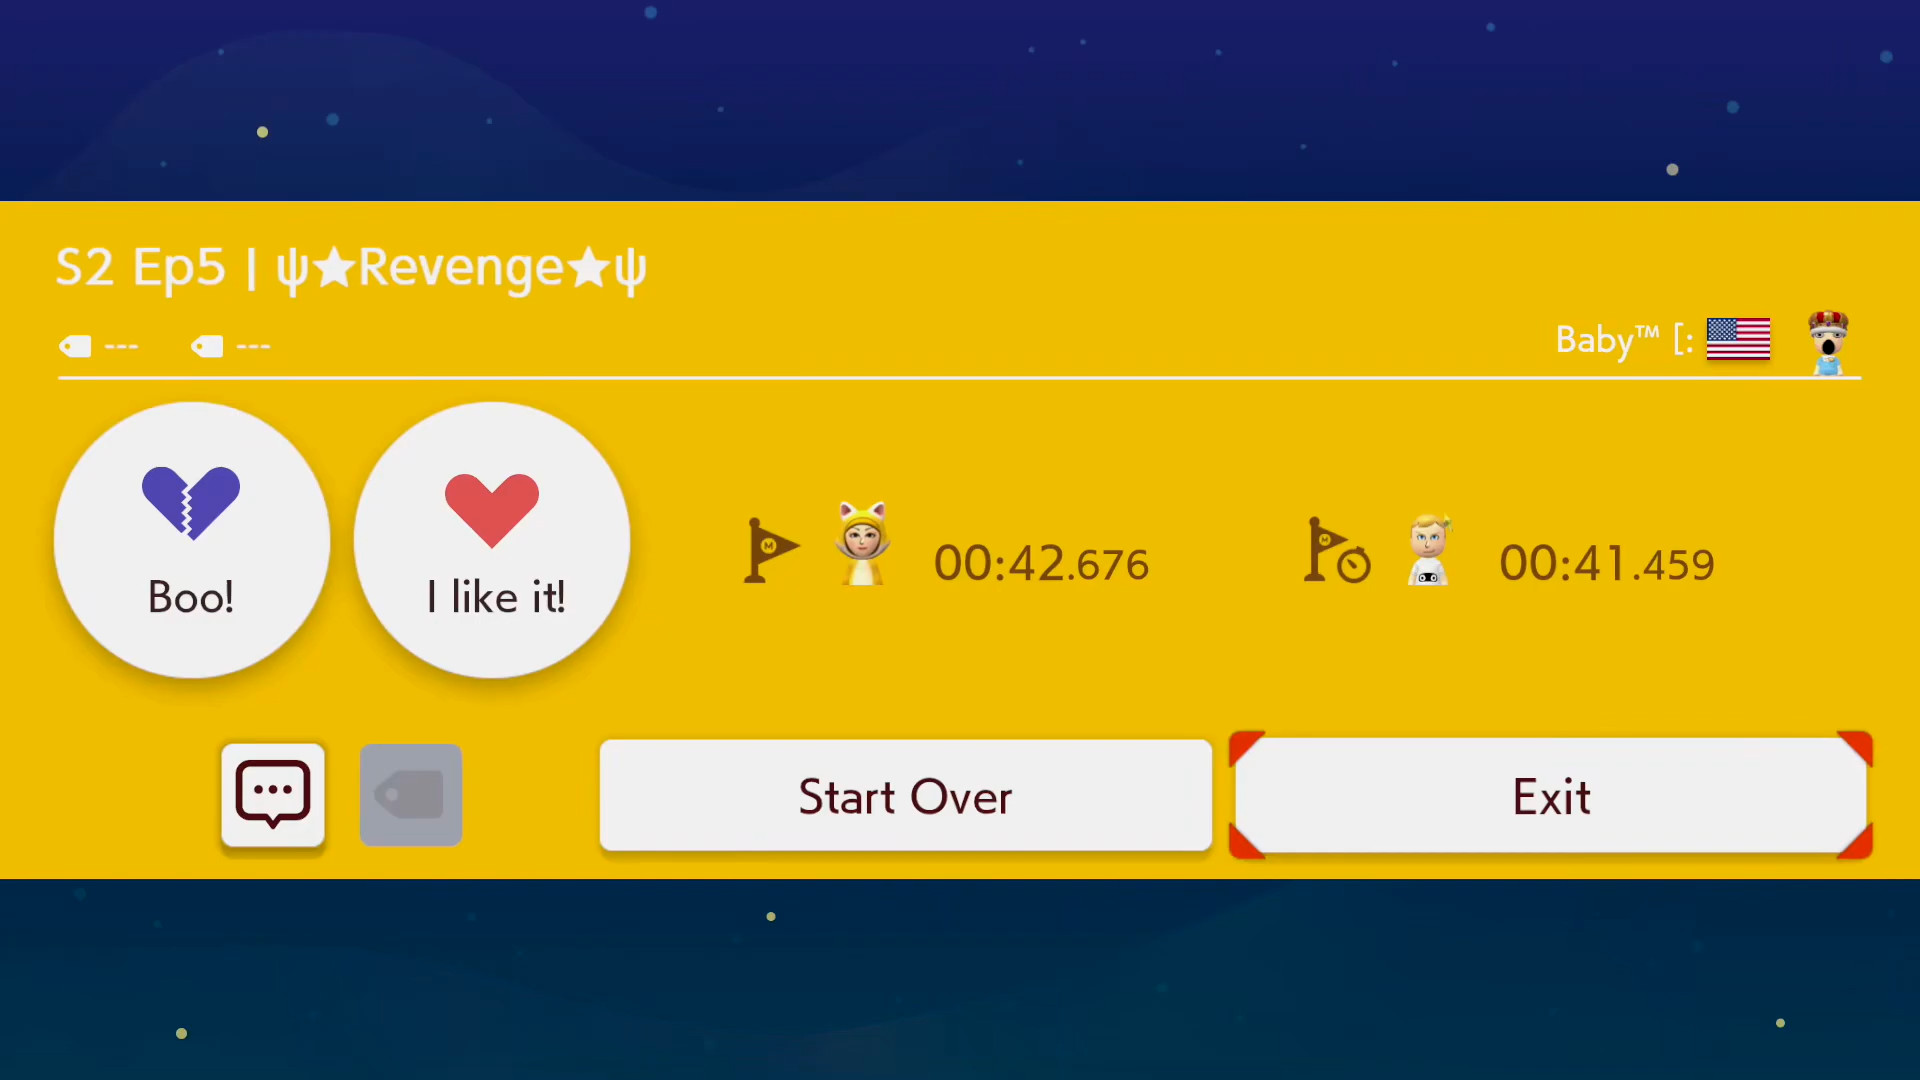 S2 Ep5 | ψ★Revenge★ψ
--- ---
Baby™ [:
Boo!
I like it!
M
00:42.676
M
00:41.459
Start Over
Exit